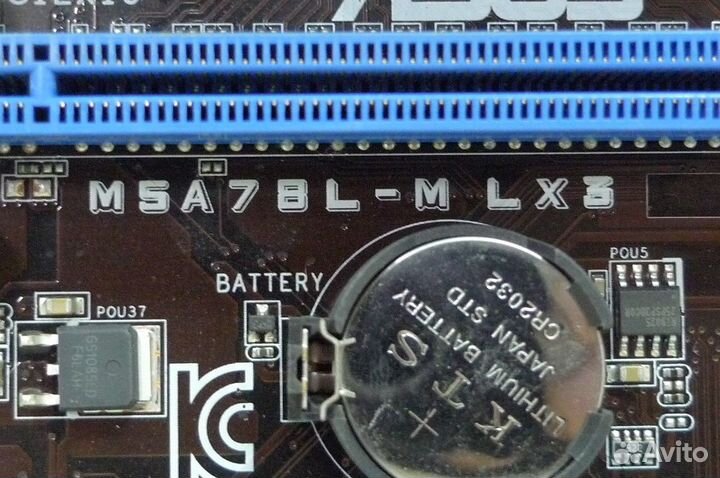 M5A78L-M LX3
BATTERY
POU5
POU37
CR2032
JAPAN STD
LITHIUM BATTERY
KTS
+
Avito